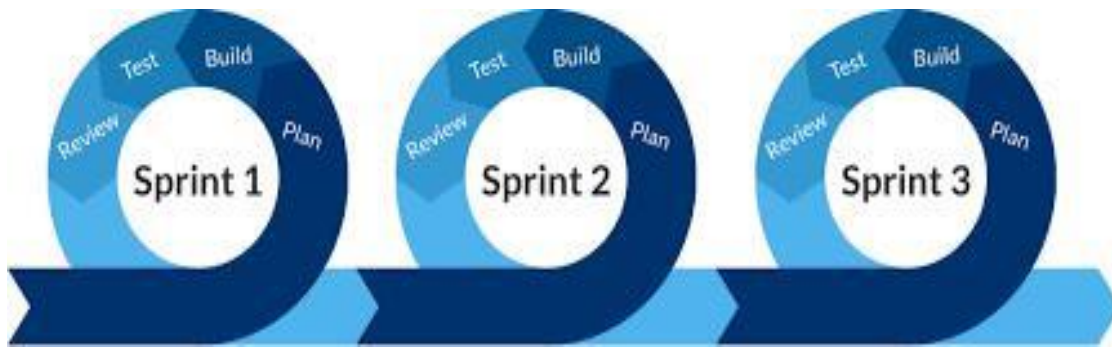 Test
Build
Review
Plan
Sprint 1
Test
Build
Review
Plan
Sprint 2
Test
Build
Review
Plan
Sprint 3